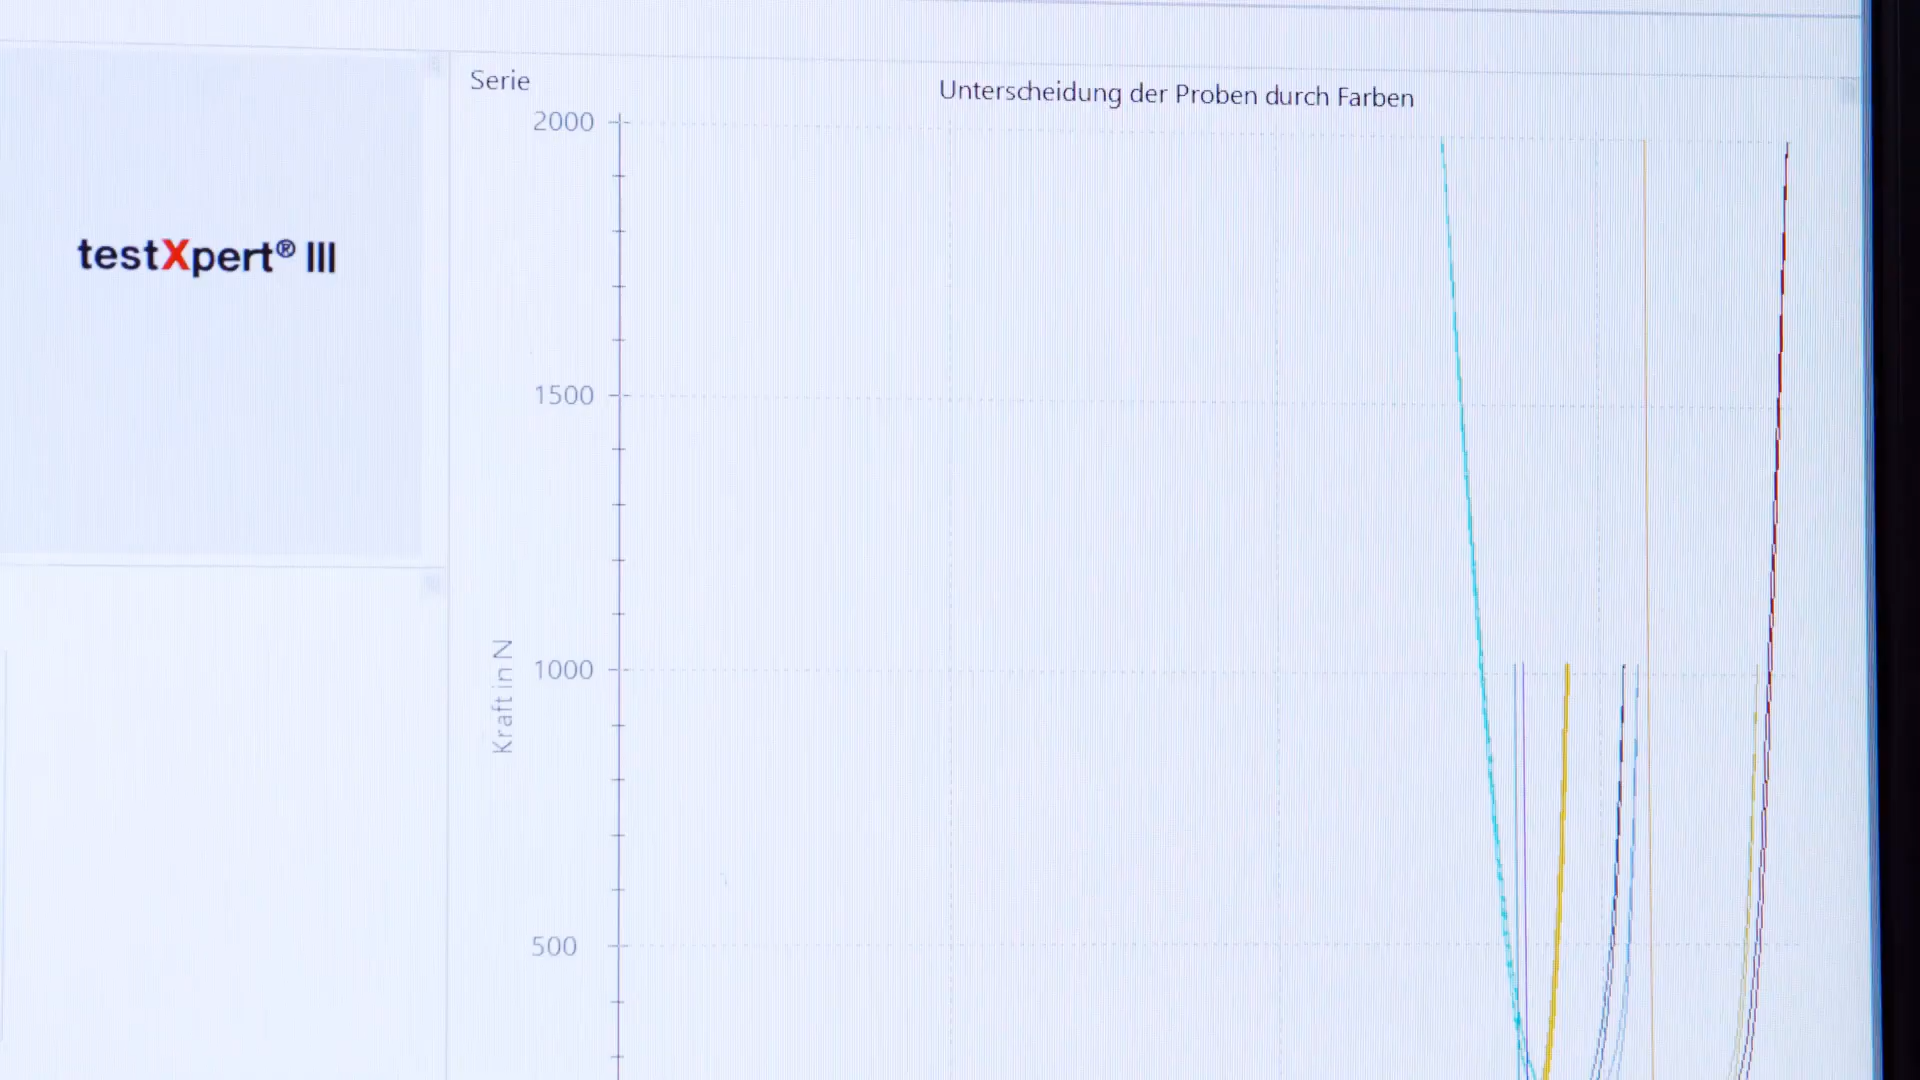 testXpert® III
Serie
Unterscheidung der Proben durch Farben
2000
1500
1000
500
Kraft in N